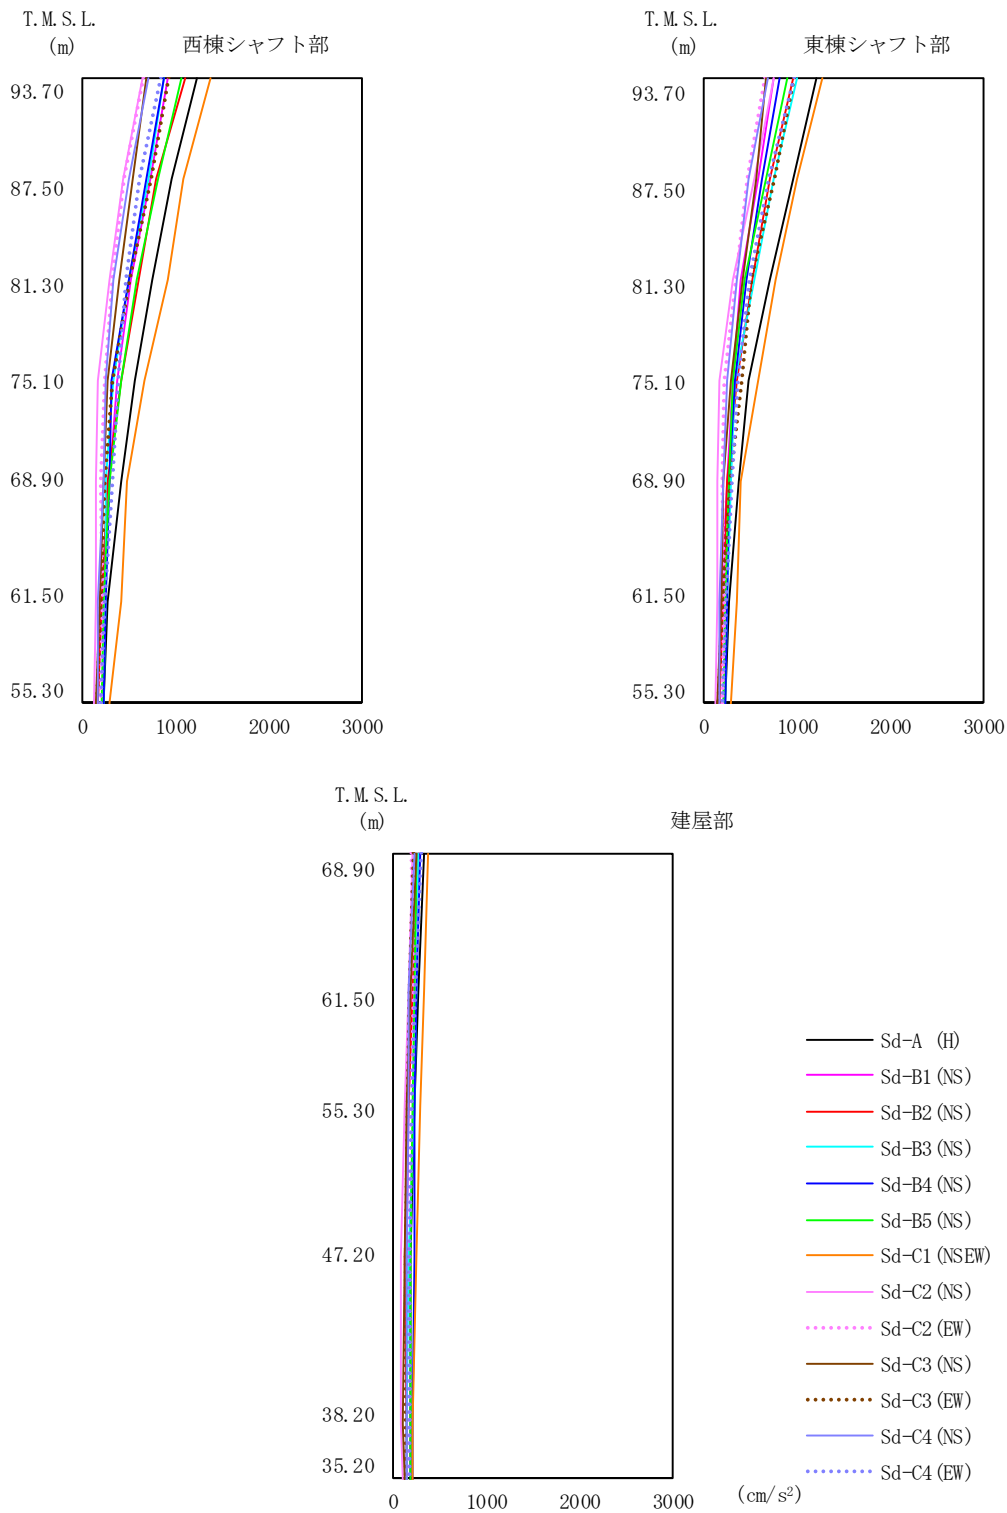 T.M.S.L.
(m)
西棟シャフト部
93.70
87.50
81.30
75.10
68.90
61.50
55.30
0 1000 2000 3000
T.M.S.L.
(m)
東棟シャフト部
93.70
87.50
81.30
75.10
68.90
61.50
55.30
0 1000 2000 3000
T.M.S.L.
(m)
建屋部
68.90
61.50
55.30
47.20
38.20
35.20
0 1000 2000 3000
(cm/s²)
Sd-A (H)
Sd-B1(NS)
Sd-B2(NS)
Sd-B3(NS)
Sd-B4(NS)
Sd-B5(NS)
Sd-C1(NSEW)
Sd-C2(NS)
Sd-C2(EW)
Sd-C3(NS)
Sd-C3(EW)
Sd-C4(NS)
Sd-C4(EW)